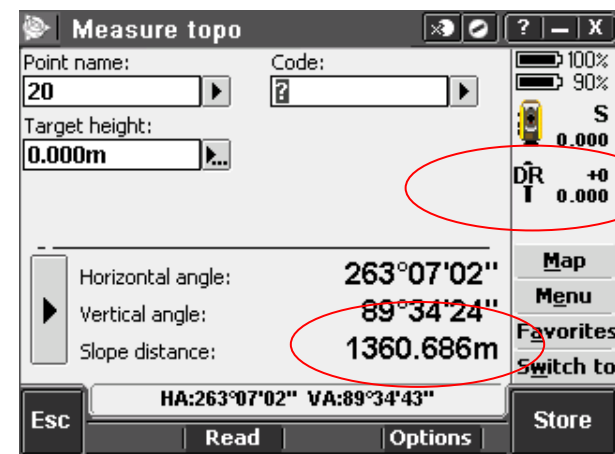 Measure topo ? – X
Point name: Code: 100%
20 ? 90%
Target height: S
0.000m ... 0.000
DR +0
0.000
Horizontal angle: 263°07'02" Map
Vertical angle: 89°34'24" Menu
Slope distance: 1360.686m Favorites
Switch to
HA:263°07'02" VA:89°34'43"
Esc Read Options Store